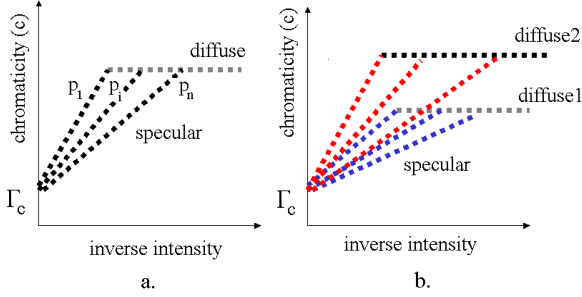 chromaticity (c)
diffuse
p1
pi
pn
specular
Γc
inverse intensity
a.
chromaticity (c)
diffuse2
diffuse1
specular
Γc
inverse intensity
b.